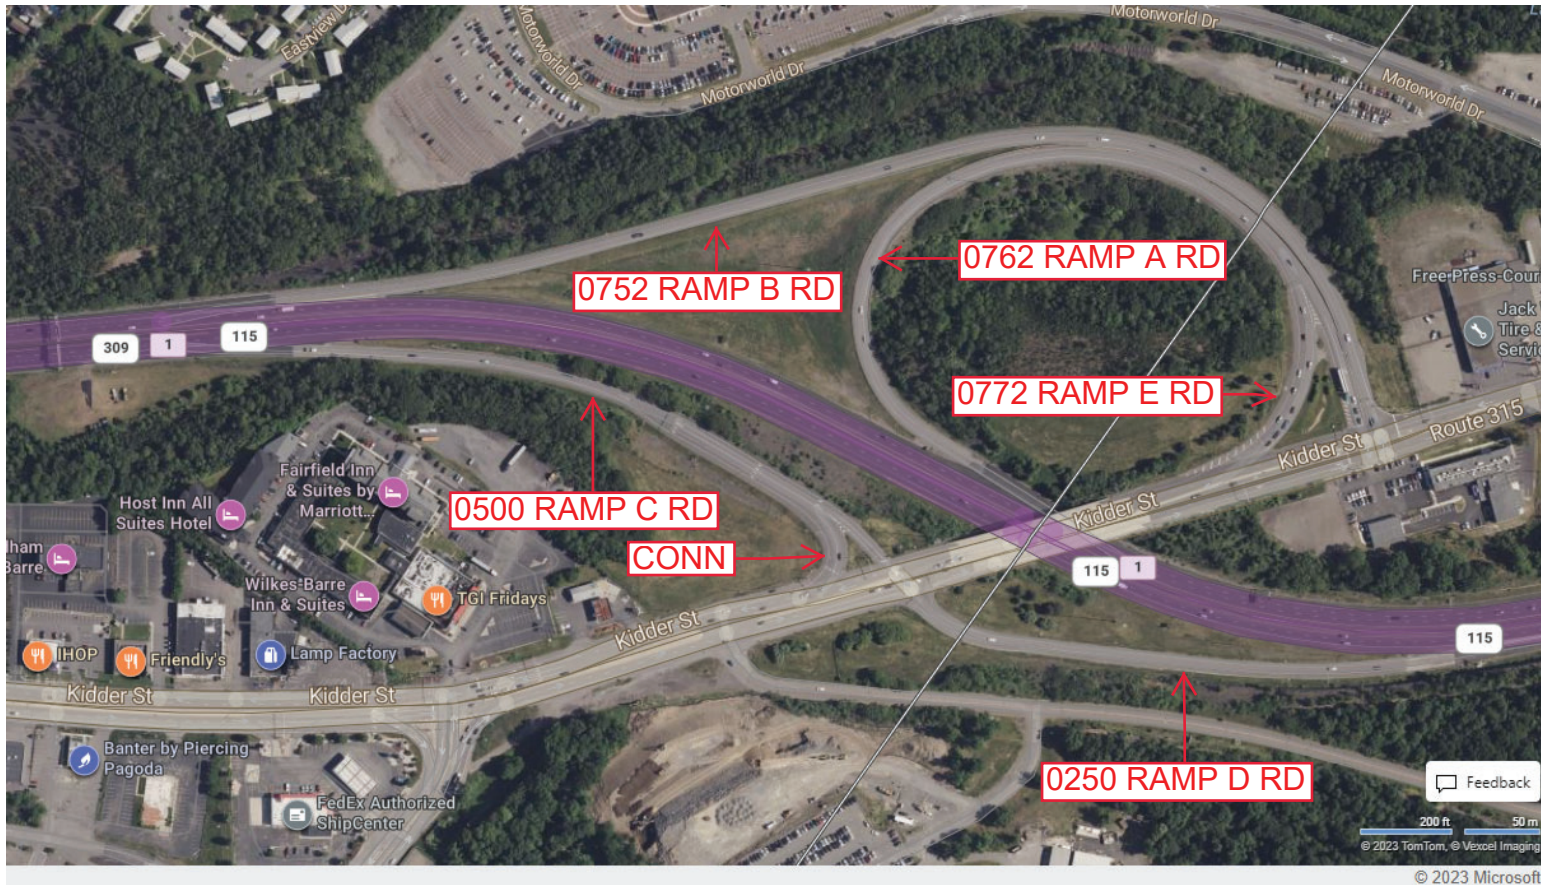 Eastview D
Motorworld Dr
Motorworld Dr
Motorworld Dr
Motorworld Dr
0762 RAMP A RD
0752 RAMP B RD
Free Press-Cour
Jack
Tire &
Servic
309
1
115
0772 RAMP E RD
Route 315
Kidder St
Fairfield Inn
& Suites by
Marriott...
Host Inn All
Suites Hotel
0500 RAMP C RD
Kidder St
lham
Barre
CONN
115
1
Wilkes-Barre
Inn & Suites
TGI Fridays
Kidder St
115
IHOP
Friendly's
Lamp Factory
Kidder St
Kidder St
Banter by Piercing
Pagoda
0250 RAMP D RD
Feedback
FedEx Authorized
ShipCenter
200 ft
50 m
© 2023 TomTom, © Vexcel Imaging
© 2023 Microsoft